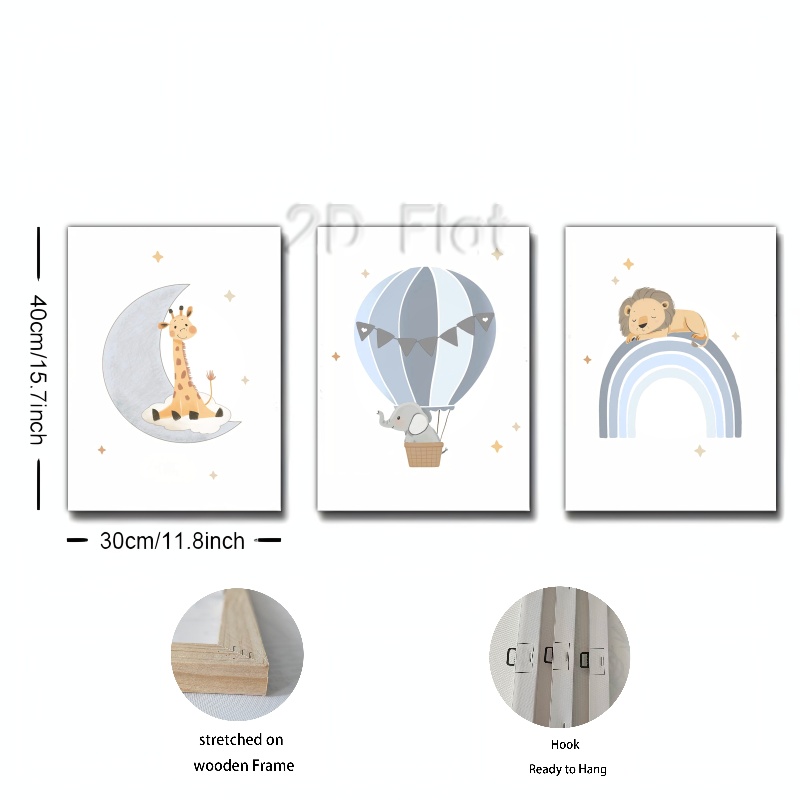 2D Flat
40cm/15.7inch
30cm/11.8inch
stretched on
wooden Frame
Hook
Ready to Hang